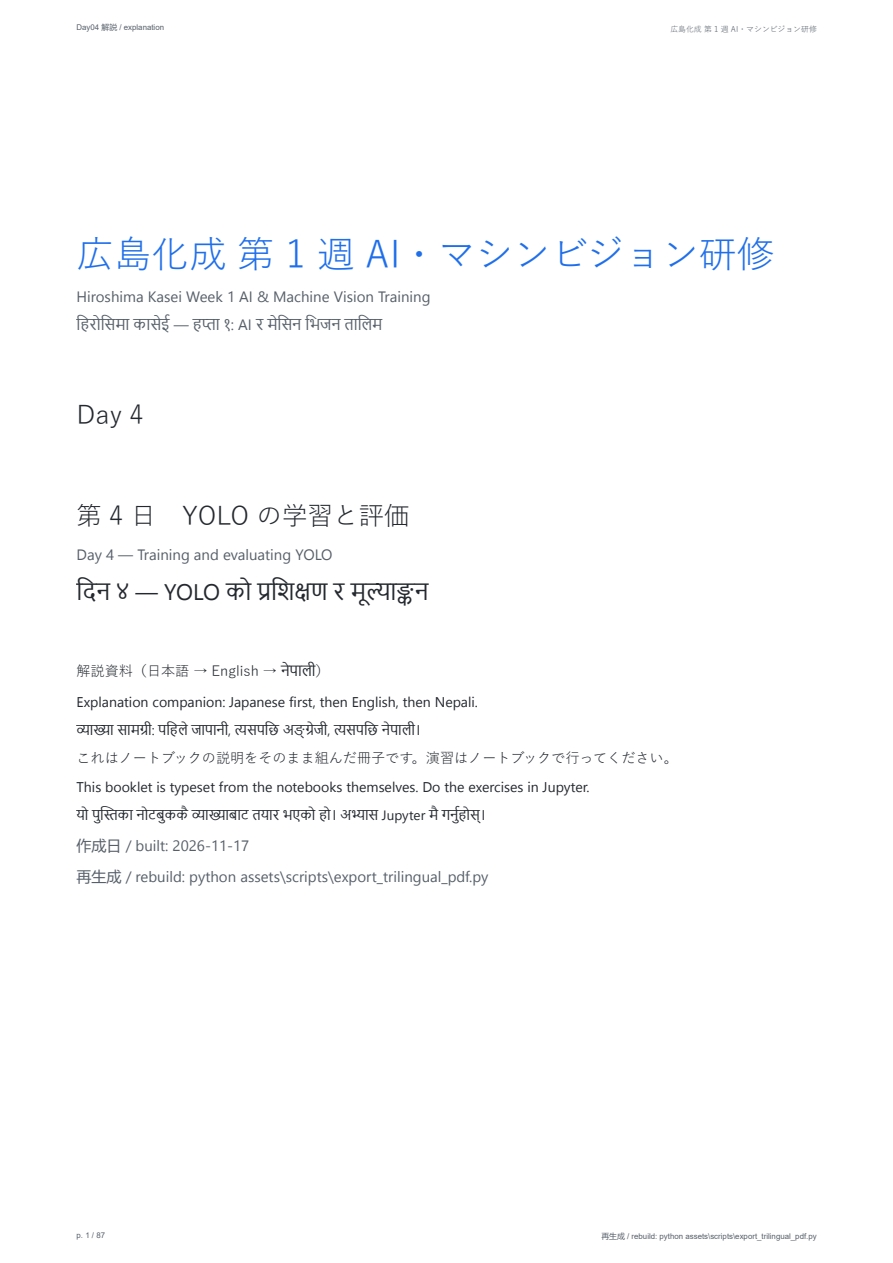 Day04 解説 / explanation
広島化成 第 1 週 AI・マシンビジョン研修
広島化成 第 1 週 AI・マシンビジョン研修
Hiroshima Kasei Week 1 AI & Machine Vision Training
हिरोसिमा कासेई — हप्ता १: AI र मेसिन भिजन तालिम
Day 4
第 4 日 YOLO の学習と評価
Day 4 — Training and evaluating YOLO
दिन ४ — YOLO को प्रशिक्षण र मूल्याङ्कन
解説資料（日本語 → English → नेपाली）
Explanation companion: Japanese first, then English, then Nepali.
व्याख्या सामग्री: पहिले जापानी, त्यसपछि अङ्ग्रेजी, त्यसपछि नेपाली।
これはノートブックの説明をそのまま組んだ冊子です。演習はノートブックで行ってください。
This booklet is typeset from the notebooks themselves. Do the exercises in Jupyter.
यो पुस्तिका नोटबुककै व्याख्याबाट तयार भएको हो। अभ्यास Jupyter मै गर्नुहोस्।
作成日 / built: 2026-11-17
再生成 / rebuild: python assets\scripts\export_trilingual_pdf.py
p. 1 / 87
再生成 / rebuild: python assets\scripts\export_trilingual_pdf.py